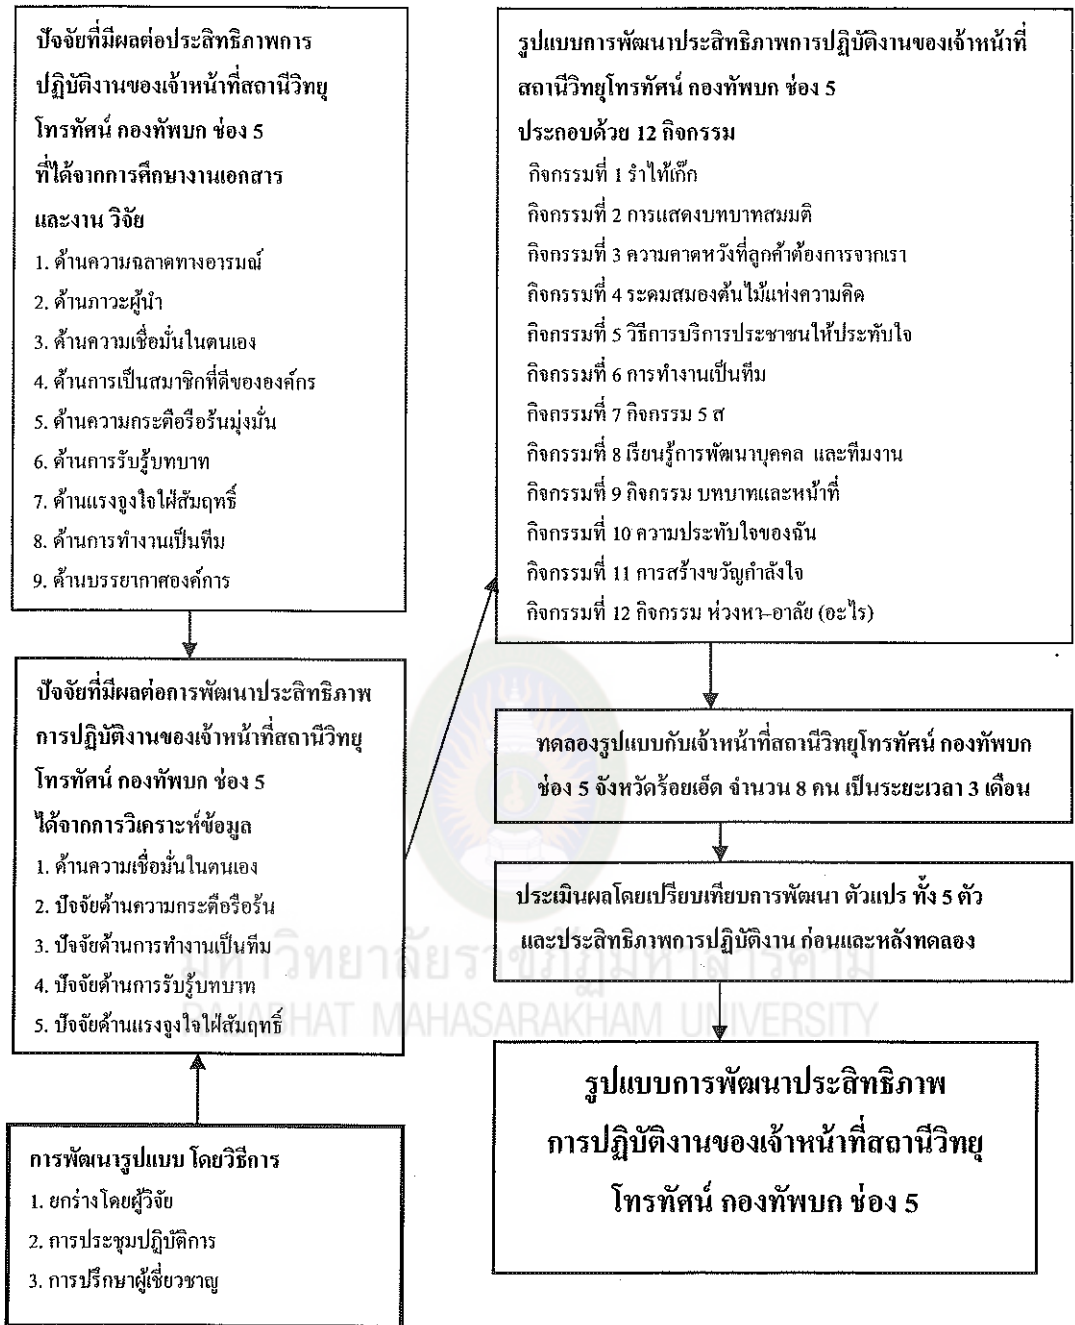 ปัจจัยที่มีผลต่อประสิทธิภาพการ
ปฏิบัติงานของเจ้าหน้าที่สถานีวิทยุ
โทรทัศน์ กองทัพบก ช่อง 5
ที่ได้จากการศึกษางานเอกสาร
และงาน วิจัย
1. ด้านความฉลาดทางอารมณ์
2. ด้านภาวะผู้นำ
3. ด้านความเชื่อมั่นในตนเอง
4. ด้านการเป็นสมาชิกที่ดีขององค์กร
5. ด้านความกระตือรือร้นมุ่งมั่น
6. ด้านการรับรู้บทบาท
7. ด้านแรงจูงใจใฝ่สัมฤทธิ์
8. ด้านการทำงานเป็นทีม
9. ด้านบรรยากาศองค์การ
ปัจจัยที่มีผลต่อการพัฒนาประสิทธิภาพ
การปฏิบัติงานของเจ้าหน้าที่สถานีวิทยุ
โทรทัศน์ กองทัพบก ช่อง 5
ได้จากการวิเคราะห์ข้อมูล
1. ด้านความเชื่อมั่นในตนเอง
2. ปัจจัยด้านความกระตือรือร้น
3. ปัจจัยด้านการทำงานเป็นทีม
4. ปัจจัยด้านการรับรู้บทบาท
5. ปัจจัยด้านแรงจูงใจใฝ่สัมฤทธิ์
การพัฒนารูปแบบ โดยวิธีการ
1. ยกร่างโดยผู้วิจัย
2. การประชุมปฏิบัติการ
3. การปรึกษาผู้เชี่ยวชาญ
รูปแบบการพัฒนาประสิทธิภาพการปฏิบัติงานของเจ้าหน้าที่
สถานีวิทยุโทรทัศน์ กองทัพบก ช่อง 5
ประกอบด้วย 12 กิจกรรม
กิจกรรมที่ 1 รำไท้เก๊ก
กิจกรรมที่ 2 การแสดงบทบาทสมมติ
กิจกรรมที่ 3 ความคาดหวังที่ลูกค้าต้องการจากเรา
กิจกรรมที่ 4 ระดมสมองต้นไม้แห่งความคิด
กิจกรรมที่ 5 วิธีการบริการประชาชนให้ประทับใจ
กิจกรรมที่ 6 การทำงานเป็นทีม
กิจกรรมที่ 7 กิจกรรม 5 ส
กิจกรรมที่ 8 เรียนรู้การพัฒนาบุคคล และทีมงาน
กิจกรรมที่ 9 กิจกรรม บทบาทและหน้าที่
กิจกรรมที่ 10 ความประทับใจของฉัน
กิจกรรมที่ 11 การสร้างขวัญกำลังใจ
กิจกรรมที่ 12 กิจกรรม ห่วงหา-อาลัย (อะไร)
ทดลองรูปแบบกับเจ้าหน้าที่สถานีวิทยุโทรทัศน์ กองทัพบก
ช่อง 5 จังหวัดร้อยเอ็ด จำนวน 8 คน เป็นระยะเวลา 3 เดือน
ประเมินผลโดยเปรียบเทียบการพัฒนา ตัวแปร ทั้ง 5 ตัว
และประสิทธิภาพการปฏิบัติงาน ก่อนและหลังทดลอง
รูปแบบการพัฒนาประสิทธิภาพ
การปฏิบัติงานของเจ้าหน้าที่สถานีวิทยุ
โทรทัศน์ กองทัพบก ช่อง 5
มหาวิทยาลัยราชภัฏมหาสารคาม
RAJABHAT MAHASARAKHAM UNIVERSITY